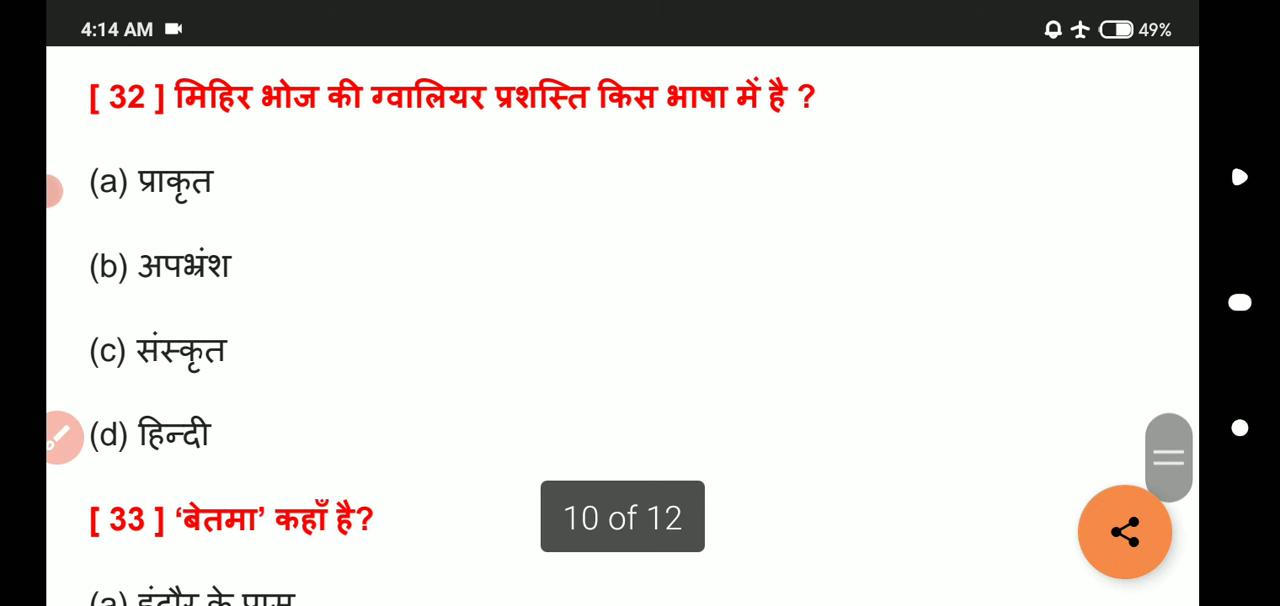 4:14 AM 49%
[ 32 ] मिहिर भोज की ग्वालियर प्रशस्ति किस भाषा में है ?
(a) प्राकृत
(b) अपभ्रंश
(c) संस्कृत
(d) हिन्दी
[ 33 ] ‘बेतमा’ कहाँ है?
10 of 12
(a) इंदौर के पास